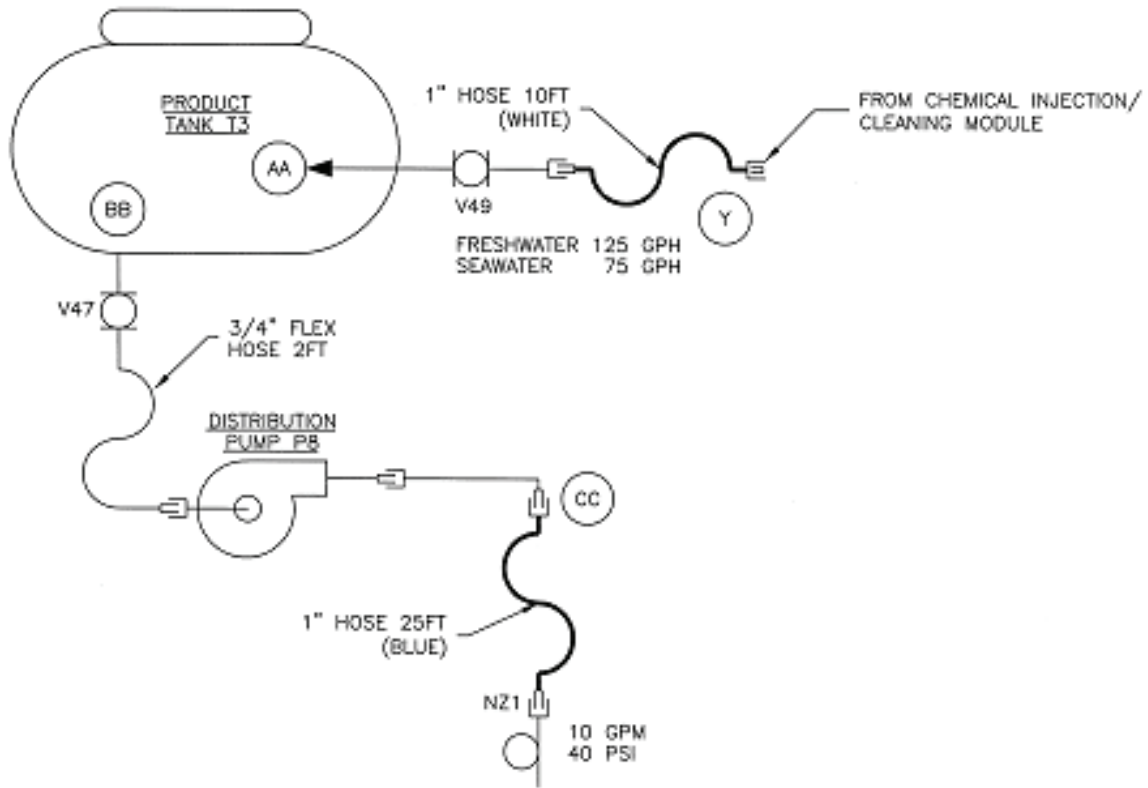 PRODUCT
TANK T3
AA
BB
1" HOSE 10FT
(WHITE)
FROM CHEMICAL INJECTION/
CLEANING MODULE
V49
Y
FRESHWATER 125 GPH
SEAWATER 75 GPH
V47
3/4" FLEX
HOSE 2FT
DISTRIBUTION
PUMP P8
CC
1" HOSE 25FT
(BLUE)
NZ1
10 GPM
40 PSI